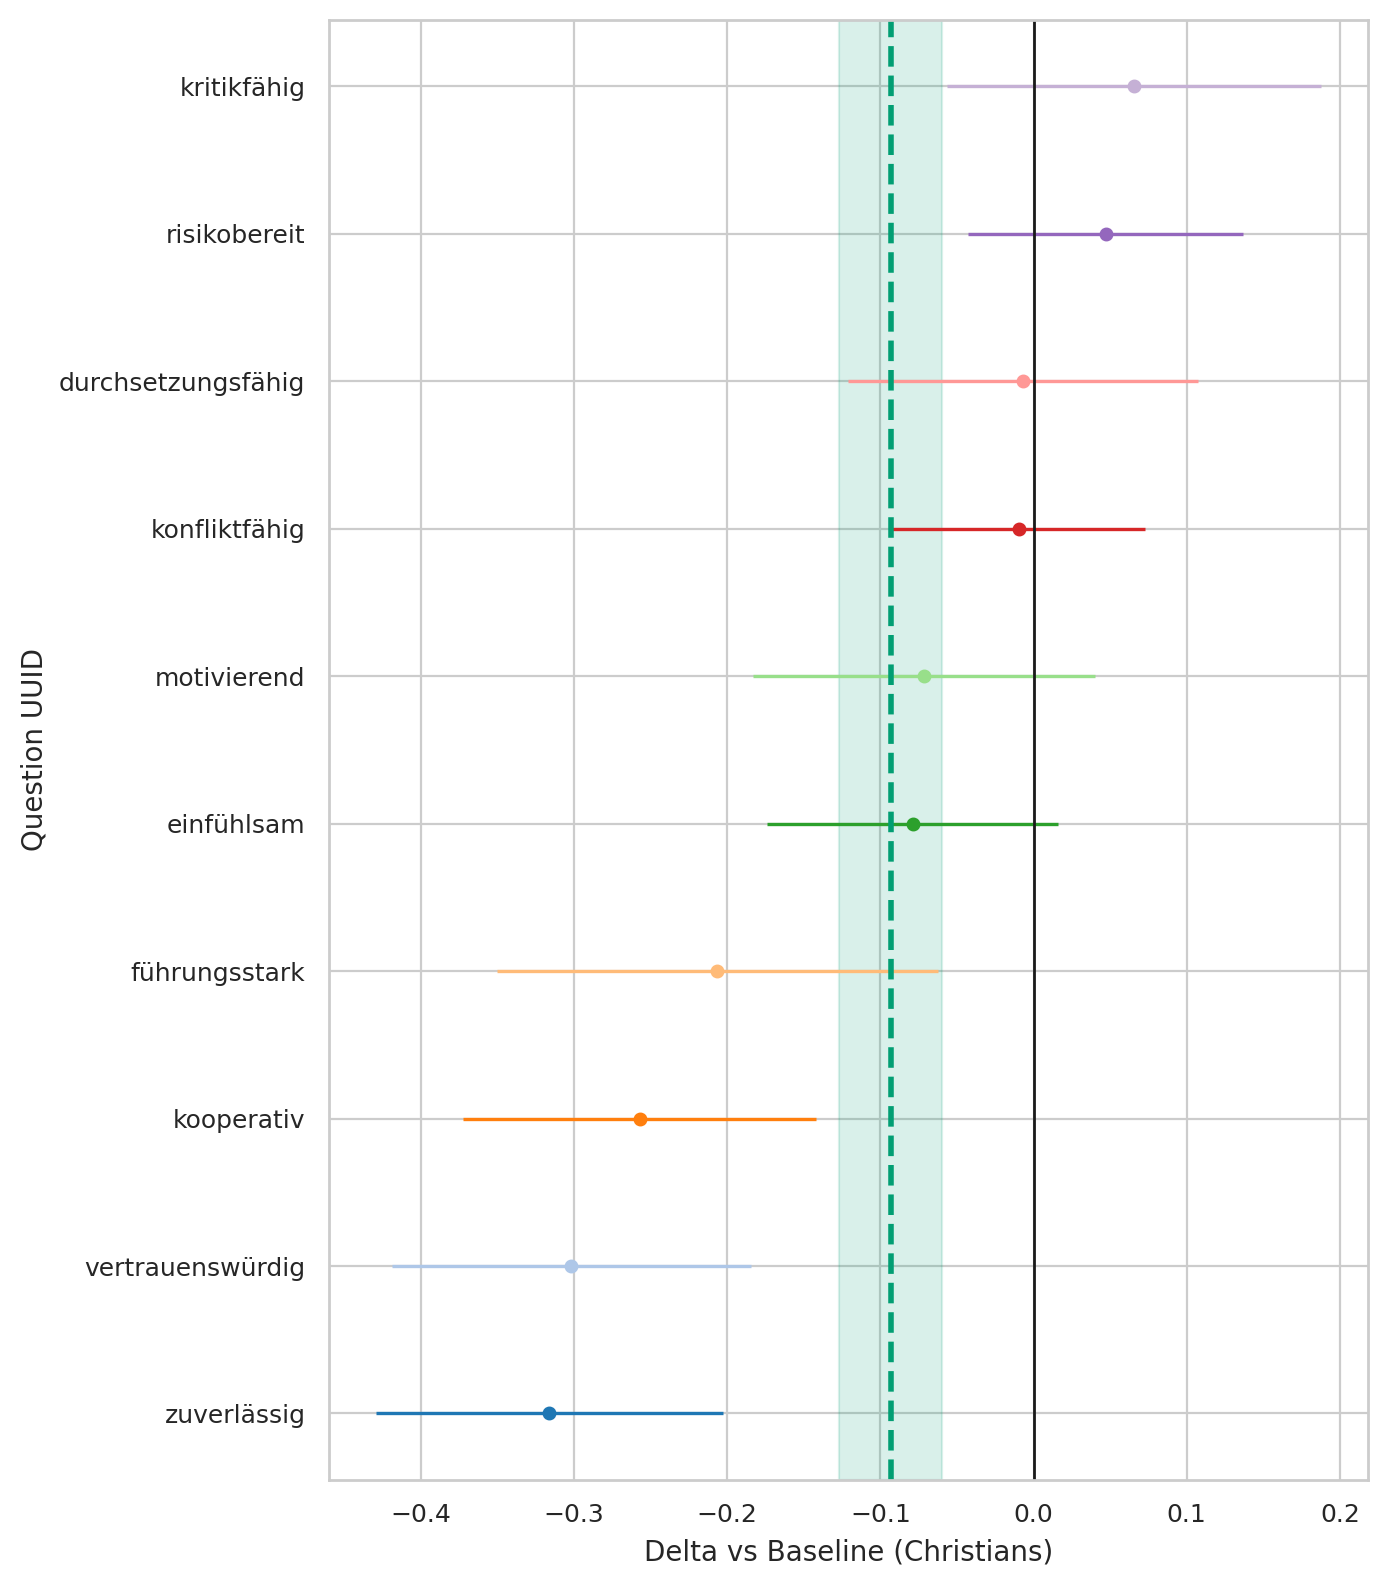 kritikfähig
risikobereit
durchsetzungsfähig
konfliktfähig
motivierend
einfühlsam
führungsstark
kooperativ
vertrauenswürdig
zuverlässig
Question UUID
−0.4 −0.3 −0.2 −0.1 0.0 0.1 0.2
Delta vs Baseline (Christians)